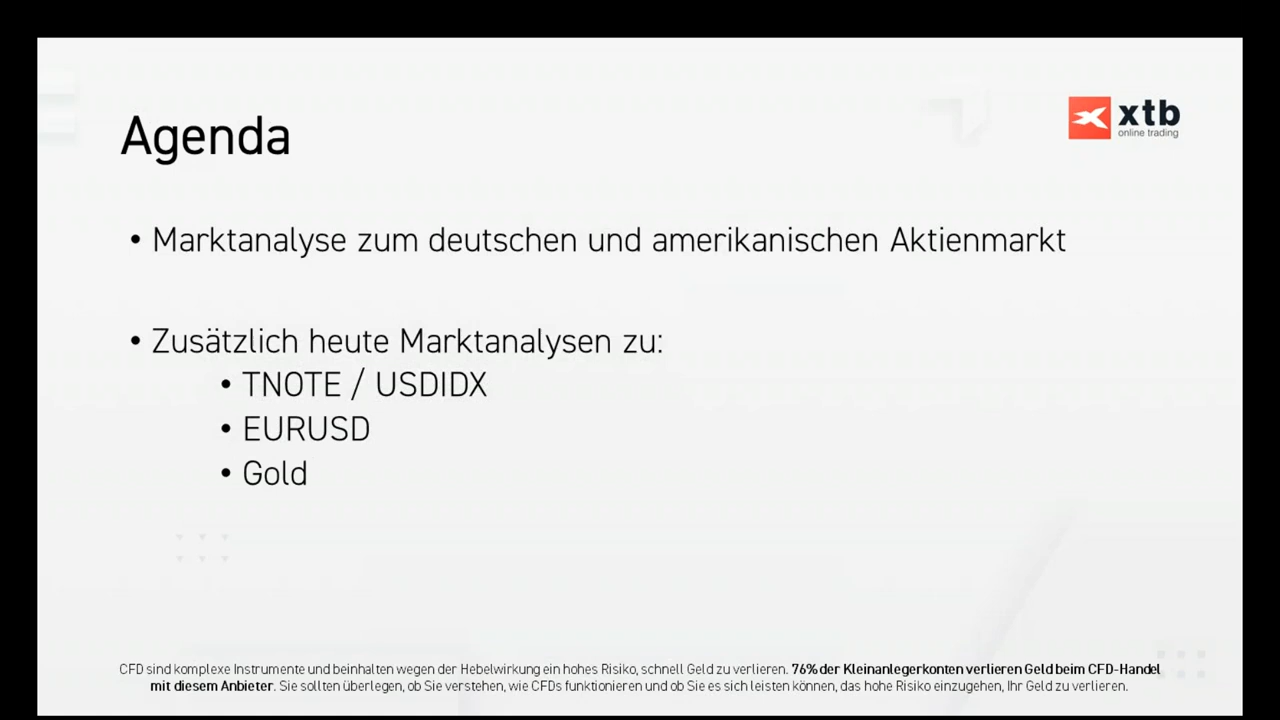 Agenda
xtb
online trading
• Marktanalyse zum deutschen und amerikanischen Aktienmarkt
• Zusätzlich heute Marktanalysen zu:
• TNOTE / USDIDX
• EURUSD
• Gold
CFD sind komplexe Instrumente und beinhalten wegen der Hebelwirkung ein hohes Risiko, schnell Geld zu verlieren. 76% der Kleinanlegerkonten verlieren Geld beim CFD-Handel
mit diesem Anbieter. Sie sollten überlegen, ob Sie verstehen, wie CFDs funktionieren und ob Sie es sich leisten können, das hohe Risiko einzugehen, Ihr Geld zu verlieren.